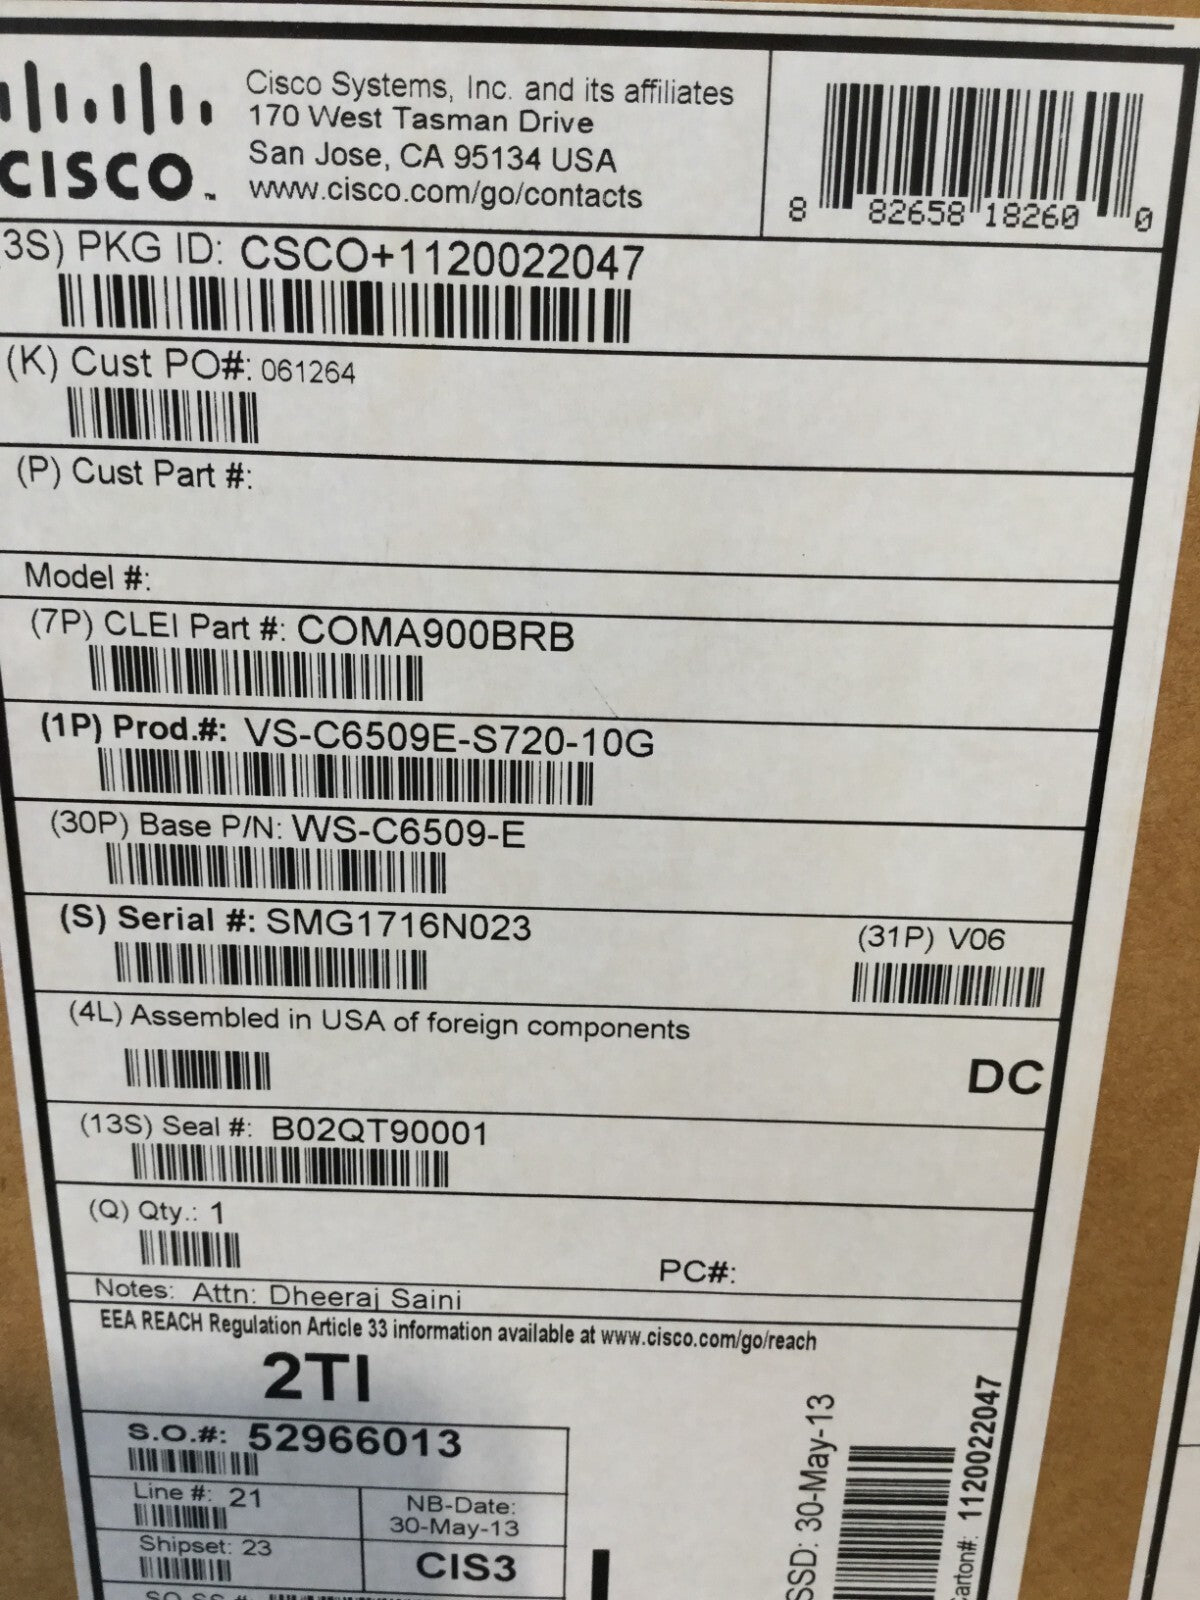 CISCO™
Cisco Systems, Inc. and its affiliates
170 West Tasman Drive
San Jose, CA 95134 USA
www.cisco.com/go/contacts
8 82658 18260 0
3S) PKG ID: CSCO+1120022047
(K) Cust PO#: 061264
(P) Cust Part #:
Model #:
(7P) CLEI Part #: COMA900BRB
(1P) Prod.#: VS-C6509E-S720-10G
(30P) Base P/N: WS-C6509-E
(S) Serial #: SMG1716N023
(31P) V06
(4L) Assembled in USA of foreign components
DC
(13S) Seal #: B02QT90001
(Q) Qty.: 1
PC#:
Notes: Attn: Dheeraj Saini
EEA REACH Regulation Article 33 information available at www.cisco.com/go/reach
2TI
S.O.#: 52966013
Line #: 21
NB-Date:
30-May-13
Shipset: 23
CIS3
SSD: 30-May-13
Carton#: 1120022047